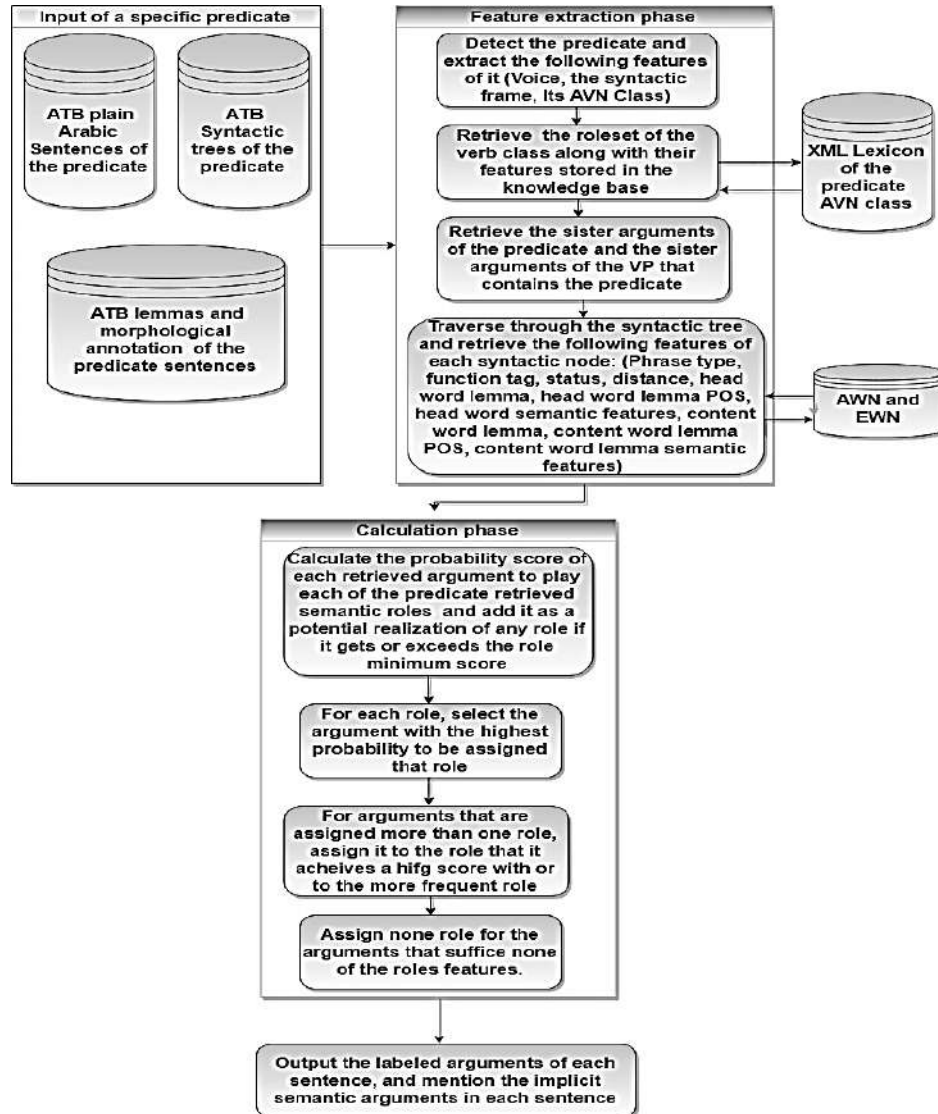 Input of a specific predicate
ATB plain
Arabic
Sentences of
the predicate
ATB
Syntactic
trees of the
predicate
ATB lemmas and
morphological
annotation of the
predicate sentences
Feature extraction phase
Detect the predicate and
extract the following features
of it (Voice, the syntactic
frame, Its AVN Class)
Retrieve the roleset of the
verb class along with their
features stored in the
knowledge base
XML Lexicon
of the
predicate
AVN class
Retrieve the sister arguments
of the predicate and the sister
arguments of the VP that
contains the predicate
Traverse through the syntactic tree
and retrieve the following features of
each syntactic node: (Phrase type,
function tag, status, distance, head
word lemma, head word lemma POS,
head word semantic features, content
word lemma, content word lemma
POS, content word lemma semantic
features)
AWN and
EWN
Calculation phase
Calculate the probability score of
each retrieved argument to play
each of the predicate retrieved
semantic roles and add it as a
potential realization of any role if
it gets or exceeds the role
minimum score
For each role, select the
argument with the highest
probability to be assigned
that role
For arguments that are
assigned more than one role,
assign it to the role that it
acheives a hifg score with or
to the more frequent role
Assign none role for the
arguments that suffice none
of the roles features.
Output the labeled arguments of each
sentence, and mention the implicit
semantic arguments in each sentence